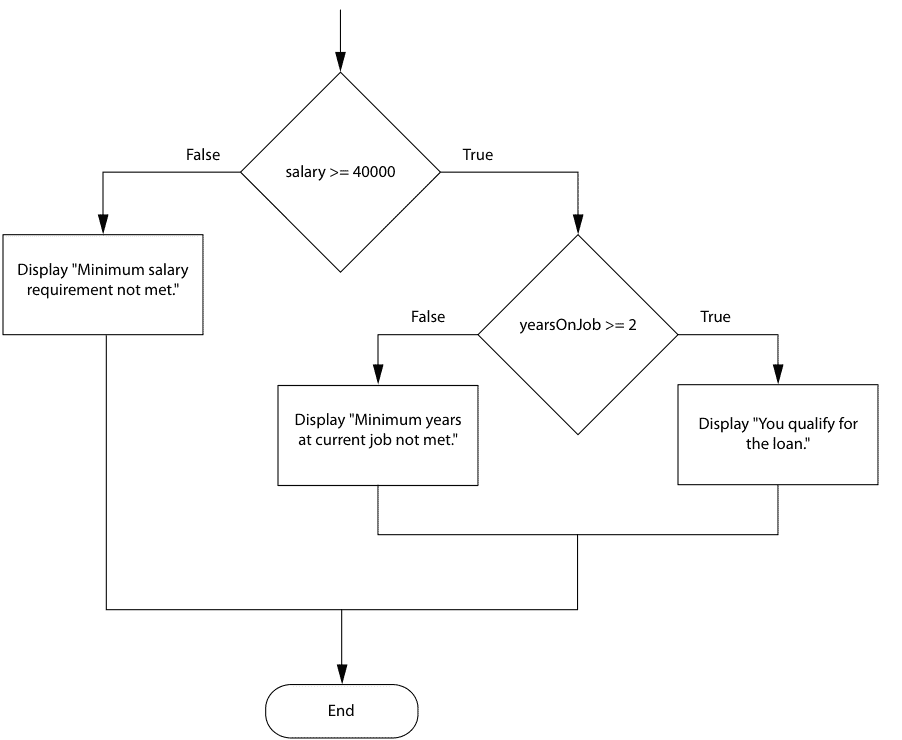 False
True
salary >= 40000
Display "Minimum salary
requirement not met."
False
True
yearsOnJob >= 2
Display "Minimum years
at current job not met."
Display "You qualify for
the loan."
End